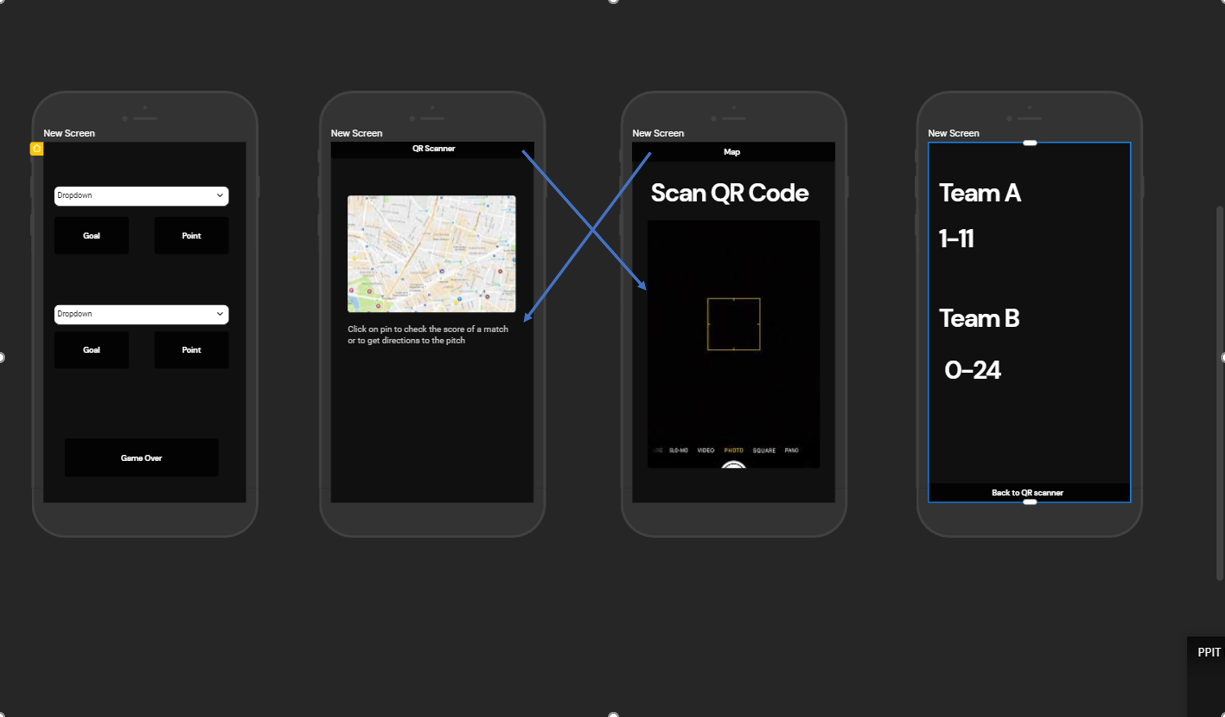 New Screen
Dropdown
Goal
Point
Dropdown
Goal
Point
Game Over
New Screen
QR Scanner
Click on pin to check the score of a match
or to get directions to the pitch
New Screen
Map
Scan QR Code
SLO-MO VIDEO PHOTO SQUARE PANO
New Screen
Team A
1-11
Team B
0-24
Back to QR scanner
PPIT